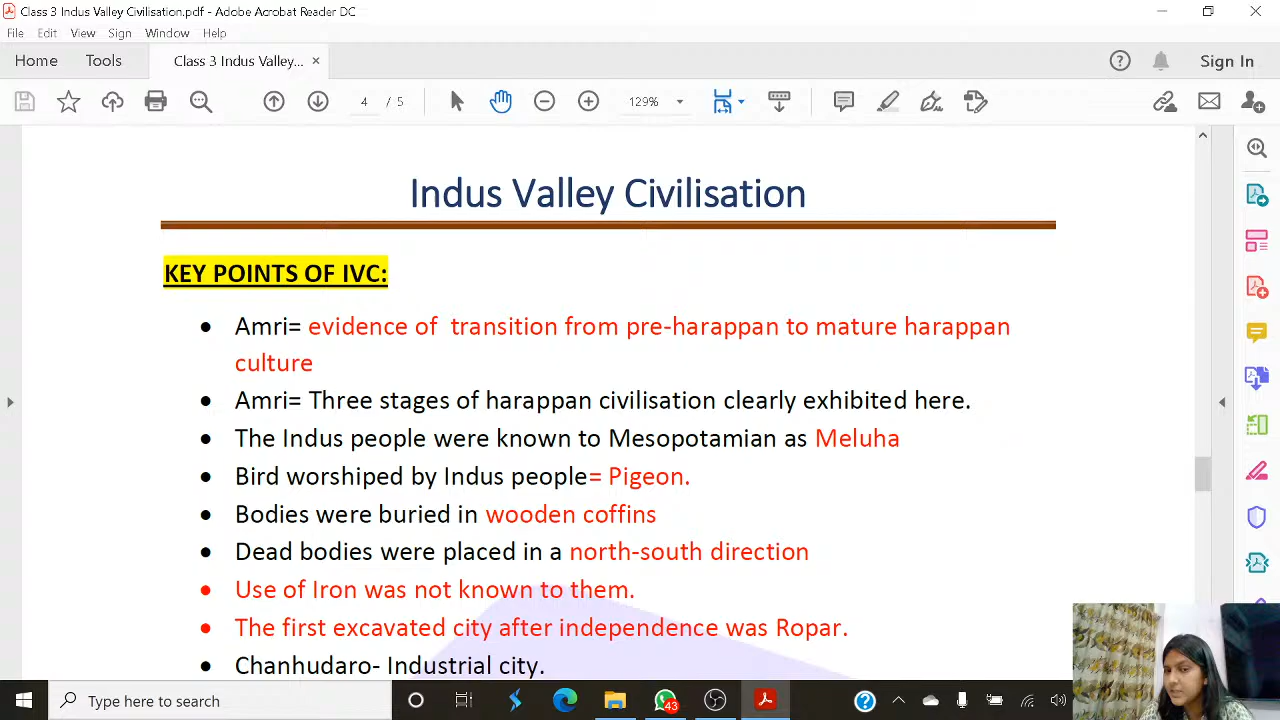 Class 3 Indus Valley Civilisation.pdf - Adobe Acrobat Reader DC
File Edit View Sign Window Help
Home Tools Class 3 Indus Valley... × Sign In
4 / 5 129%
Indus Valley Civilisation
KEY POINTS OF IVC:
• Amri= evidence of transition from pre-harappan to mature harappan
culture
• Amri= Three stages of harappan civilisation clearly exhibited here.
• The Indus people were known to Mesopotamian as Meluha
• Bird worshiped by Indus people= Pigeon.
• Bodies were buried in wooden coffins
• Dead bodies were placed in a north-south direction
• Use of Iron was not known to them.
• The first excavated city after independence was Ropar.
• Chanhudaro- Industrial city.
Type here to search 43